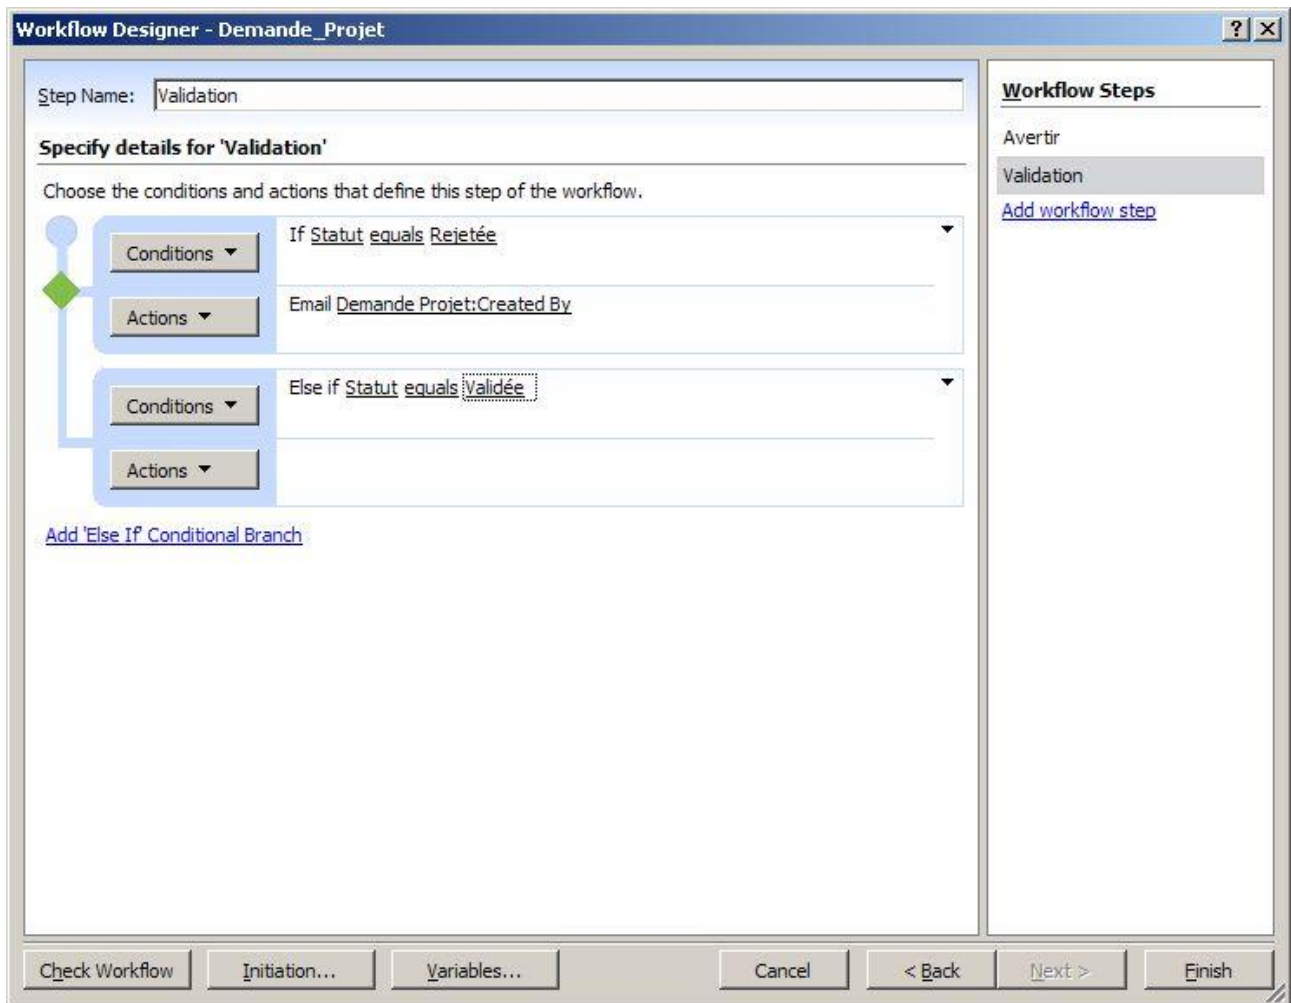 Workflow Designer - Demande_Projet
Step Name: Validation
Specify details for 'Validation'
Choose the conditions and actions that define this step of the workflow.
Conditions
If Statut equals Rejetée
Actions
Email Demande Projet:Created By
Conditions
Else if Statut equals Validée
Actions
Add 'Else If' Conditional Branch
Workflow Steps
Avertir
Validation
Add workflow step
Check Workflow Initiation... Variables... Cancel < Back Next > Finish